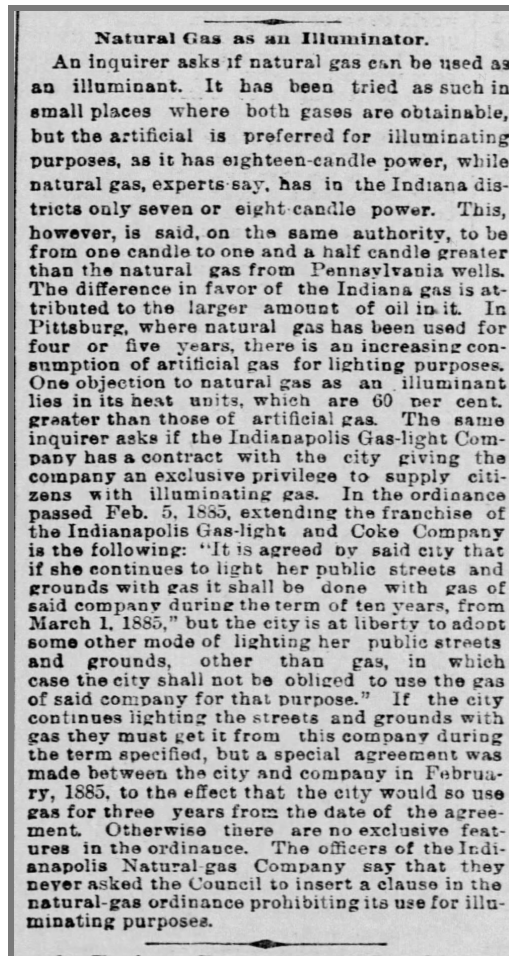 Natural Gas as an Illuminator.
An inquirer asks if natural gas can be used as
an illuminant. It has been tried as such in
small places where both gases are obtainable,
but the artificial is preferred for illuminating
purposes, as it has eighteen-candle power, while
natural gas, experts say, has in the Indiana dis-
tricts only seven or eight-candle power. This,
however, is said, on the same authority, to be
from one candle to one and a half candle greater
than the natural gas from Pennsylvania wells.
The difference in favor of the Indiana gas is at-
tributed to the larger amount of oil in it. In
Pittsburg, where natural gas has been used for
four or five years, there is an increasing con-
sumption of artificial gas for lighting purposes.
One objection to natural gas as an illuminant
lies in its heat units, which are 60 per cent.
greater than those of artificial gas. The same
inquirer asks if the Indianapolis Gas-light Com-
pany has a contract with the city giving the
company an exclusive privilege to supply citi-
zens with illuminating gas. In the ordinance
passed Feb. 5, 1885, extending the franchise of
the Indianapolis Gas-light and Coke Company
is the following: "It is agreed by said city that
if she continues to light her public streets and
grounds with gas it shall be done with gas of
said company during the term of ten years, from
March 1, 1885," but the city is at liberty to adopt
some other mode of lighting her public streets
and grounds, other than gas, in which
case the city shall not be obliged to use the gas
of said company for that purpose." If the city
continues lighting the streets and grounds with
gas they must get it from this company during
the term specified, but a special agreement was
made between the city and company in Februa-
ry, 1885, to the effect that the city would so use
gas for three years from the date of the agree-
ment. Otherwise there are no exclusive feat-
ures in the ordinance. The officers of the Indi-
anapolis Natural-gas Company say that they
never asked the Council to insert a clause in the
natural-gas ordinance prohibiting its use for illu-
minating purposes.